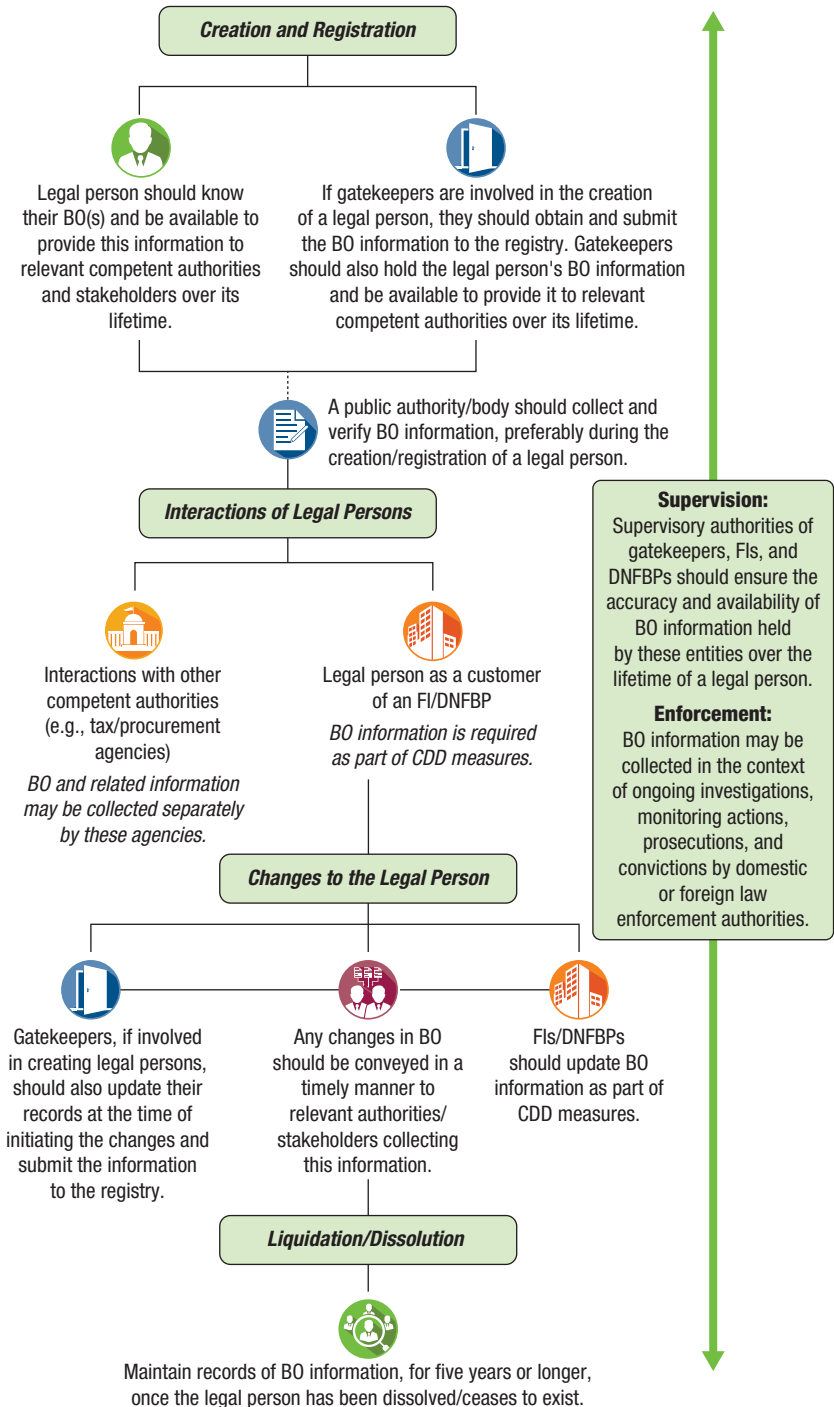 Creation and Registration
Legal person should know
their BO(s) and be available to
provide this information to
relevant competent authorities
and stakeholders over its
lifetime.
If gatekeepers are involved in the creation
of a legal person, they should obtain and submit
the BO information to the registry. Gatekeepers
should also hold the legal person's BO information
and be available to provide it to relevant
competent authorities over its lifetime.
A public authority/body should collect and
verify BO information, preferably during the
creation/registration of a legal person.
Interactions of Legal Persons
Interactions with other
competent authorities
(e.g., tax/procurement
agencies)
BO and related information
may be collected separately
by these agencies.
Legal person as a customer
of an FI/DNFBP
BO information is required
as part of CDD measures.
Supervision:
Supervisory authorities of
gatekeepers, FIs, and
DNFBPs should ensure the
accuracy and availability of
BO information held
by these entities over the
lifetime of a legal person.
Enforcement:
BO information may be
collected in the context
of ongoing investigations,
monitoring actions,
prosecutions, and
convictions by domestic
or foreign law
enforcement authorities.
Changes to the Legal Person
Gatekeepers, if involved
in creating legal persons,
should also update their
records at the time of
initiating the changes and
submit the information
to the registry.
Any changes in BO
should be conveyed in a
timely manner to
relevant authorities/
stakeholders collecting
this information.
FIs/DNFBPs
should update BO
information as part of
CDD measures.
Liquidation/Dissolution
Maintain records of BO information, for five years or longer,
once the legal person has been dissolved/ceases to exist.